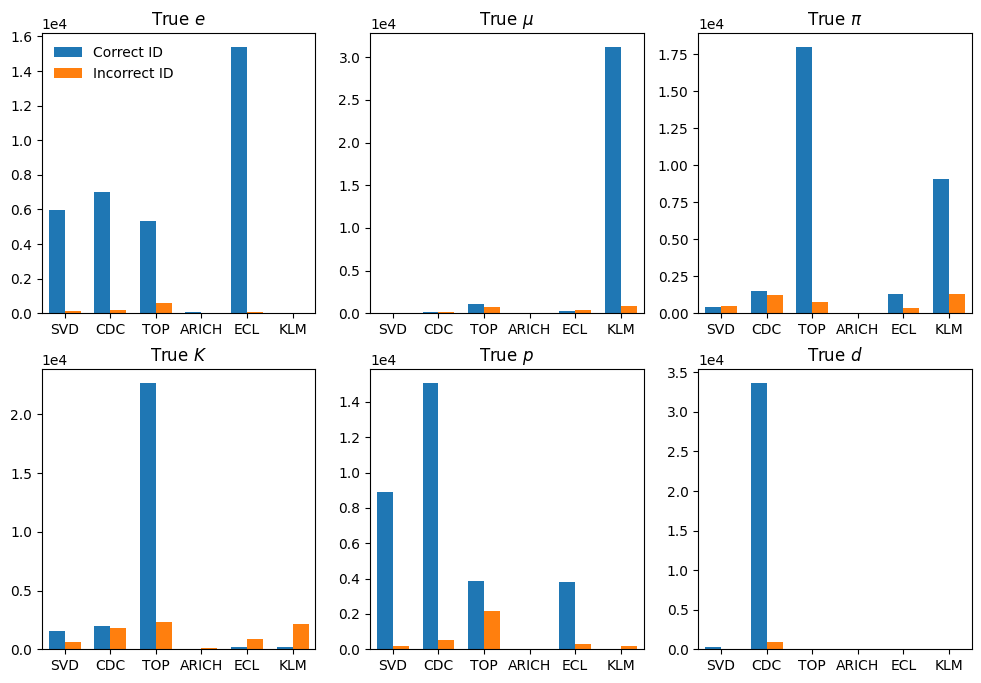 True e
1e4
1.6
1.4
1.2
1.0
0.8
0.6
0.4
0.2
0.0
Correct ID
Incorrect ID
SVD CDC TOP ARICH ECL KLM
True μ
1e4
3.0
2.5
2.0
1.5
1.0
0.5
0.0
SVD CDC TOP ARICH ECL KLM
True π
1e4
1.75
1.50
1.25
1.00
0.75
0.50
0.25
0.00
SVD CDC TOP ARICH ECL KLM
True K
1e4
2.0
1.5
1.0
0.5
0.0
SVD CDC TOP ARICH ECL KLM
True p
1e4
1.4
1.2
1.0
0.8
0.6
0.4
0.2
0.0
SVD CDC TOP ARICH ECL KLM
True d
1e4
3.5
3.0
2.5
2.0
1.5
1.0
0.5
0.0
SVD CDC TOP ARICH ECL KLM